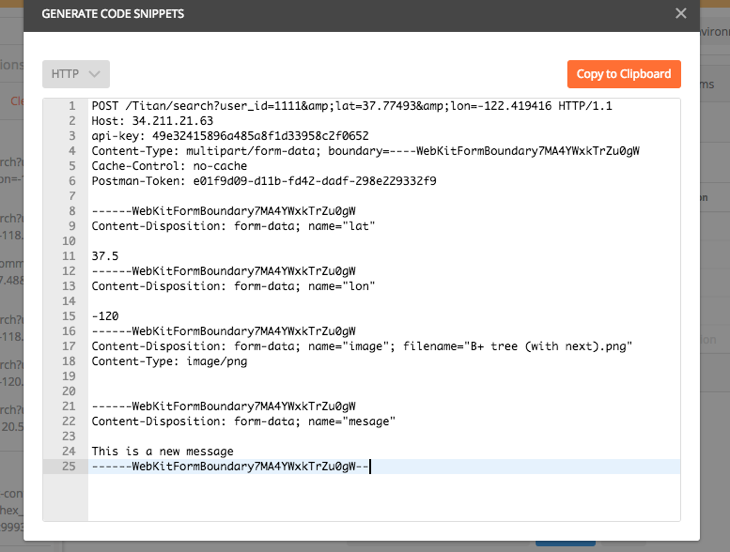 GENERATE CODE SNIPPETS
HTTP
Copy to Clipboard
1 POST /Titan/search?user_id=1111&amp;lat=37.77493&amp;lon=-122.419416 HTTP/1.1
2 Host: 34.211.21.63
3 api-key: 49e32415896a485a8f1d33958c2f0652
4 Content-Type: multipart/form-data; boundary=----WebKitFormBoundary7MA4YWxkTrZu0gW
5 Cache-Control: no-cache
6 Postman-Token: e01f9d09-d11b-fd42-dadf-298e229332f9
7
8 ------WebKitFormBoundary7MA4YWxkTrZu0gW
9 Content-Disposition: form-data; name="lat"
10
11 37.5
12 ------WebKitFormBoundary7MA4YWxkTrZu0gW
13 Content-Disposition: form-data; name="lon"
14
15 -120
16 ------WebKitFormBoundary7MA4YWxkTrZu0gW
17 Content-Disposition: form-data; name="image"; filename="B+ tree (with next).png"
18 Content-Type: image/png
19
20
21 ------WebKitFormBoundary7MA4YWxkTrZu0gW
22 Content-Disposition: form-data; name="mesage"
23
24 This is a new message
25 ------WebKitFormBoundary7MA4YWxkTrZu0gW--